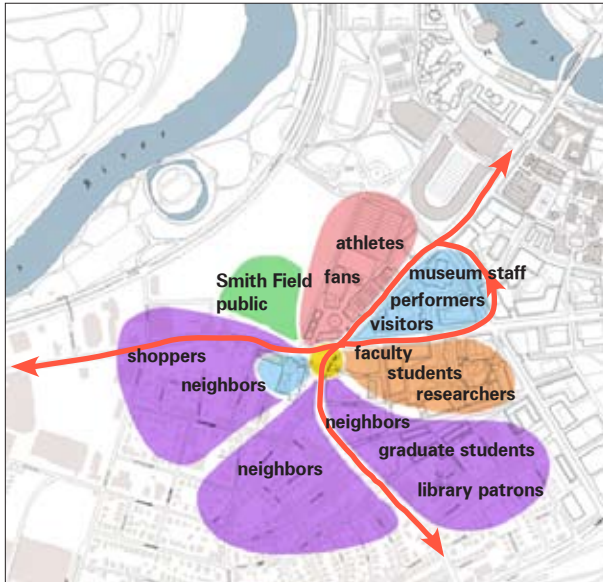 R i v e r
athletes
Smith Field
public
fans
museum staff
performers
visitors
faculty
students
researchers
shoppers
neighbors
neighbors
graduate students
library patrons
neighbors